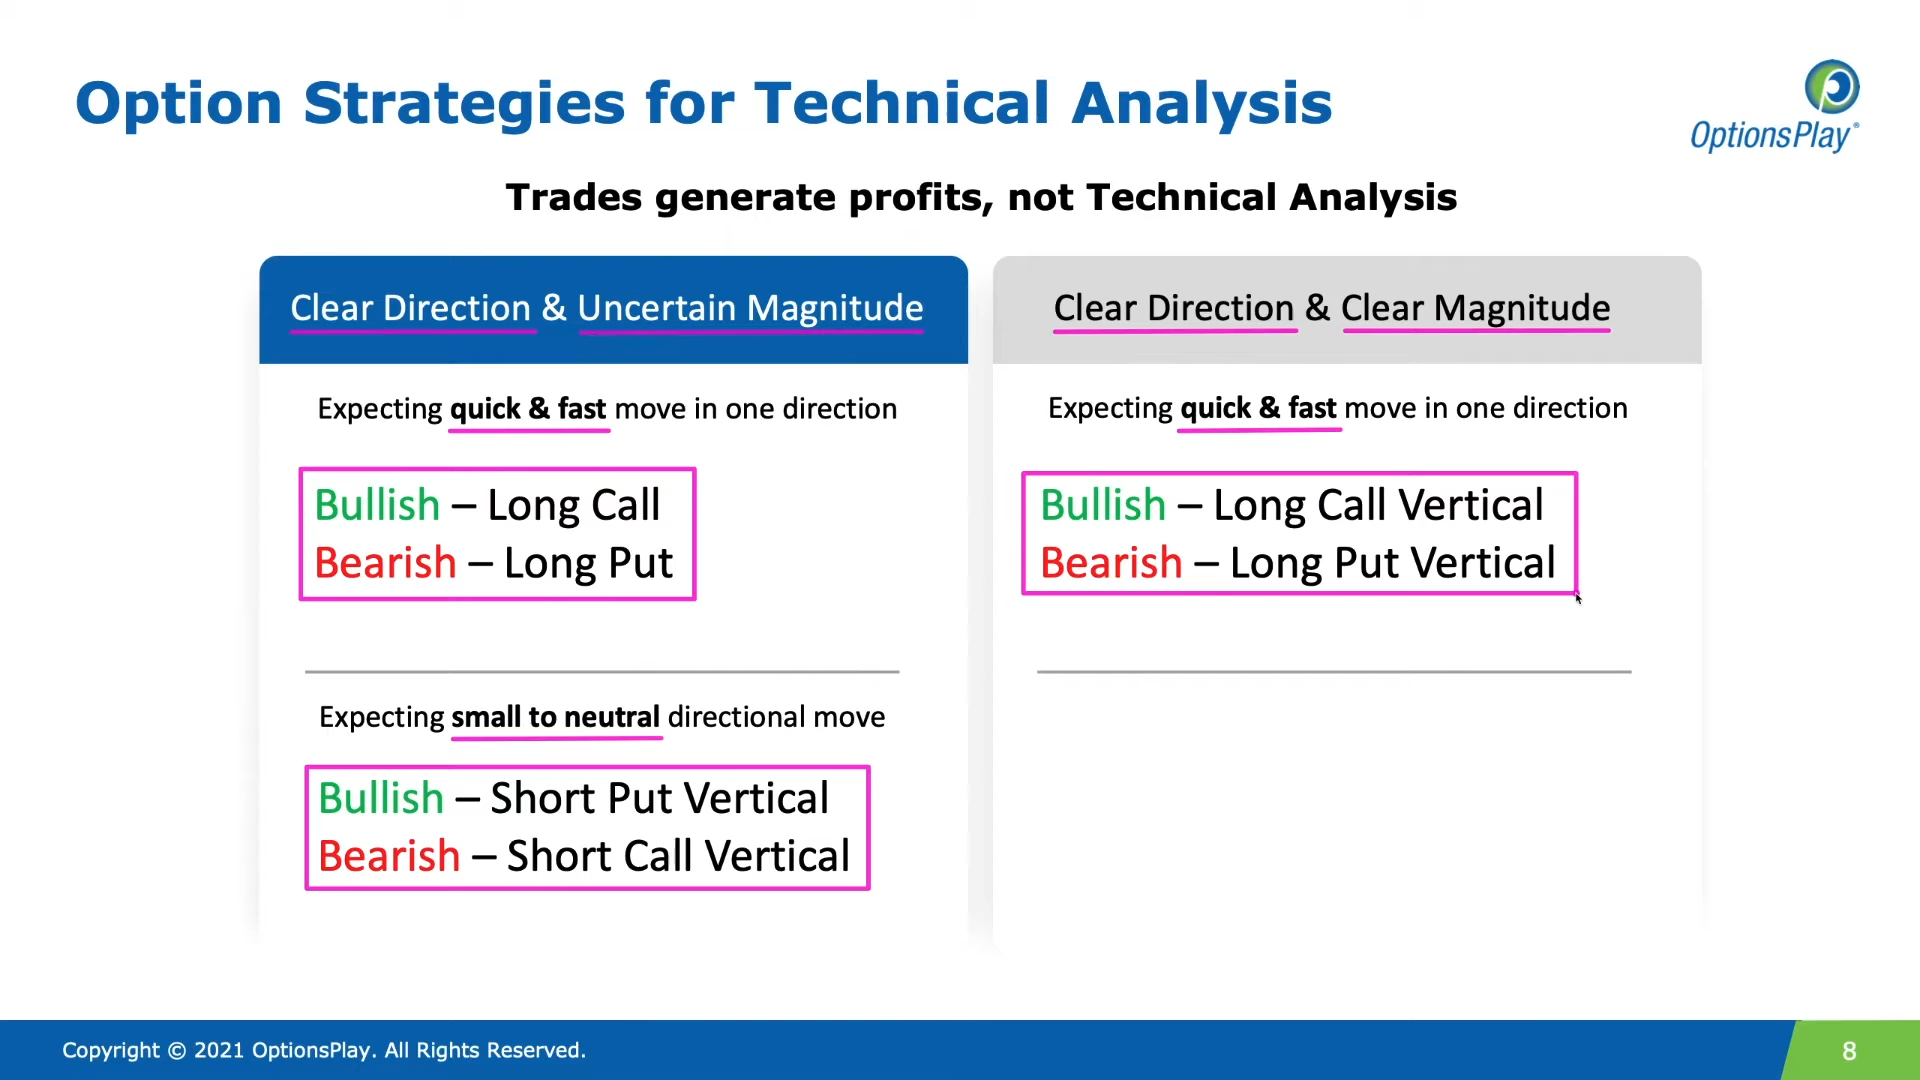 Option Strategies for Technical Analysis
OptionsPlay®
Trades generate profits, not Technical Analysis
Clear Direction & Uncertain Magnitude
Expecting quick & fast move in one direction
Bullish – Long Call
Bearish – Long Put
Expecting small to neutral directional move
Bullish – Short Put Vertical
Bearish – Short Call Vertical
Clear Direction & Clear Magnitude
Expecting quick & fast move in one direction
Bullish – Long Call Vertical
Bearish – Long Put Vertical
Copyright © 2021 OptionsPlay. All Rights Reserved.
8